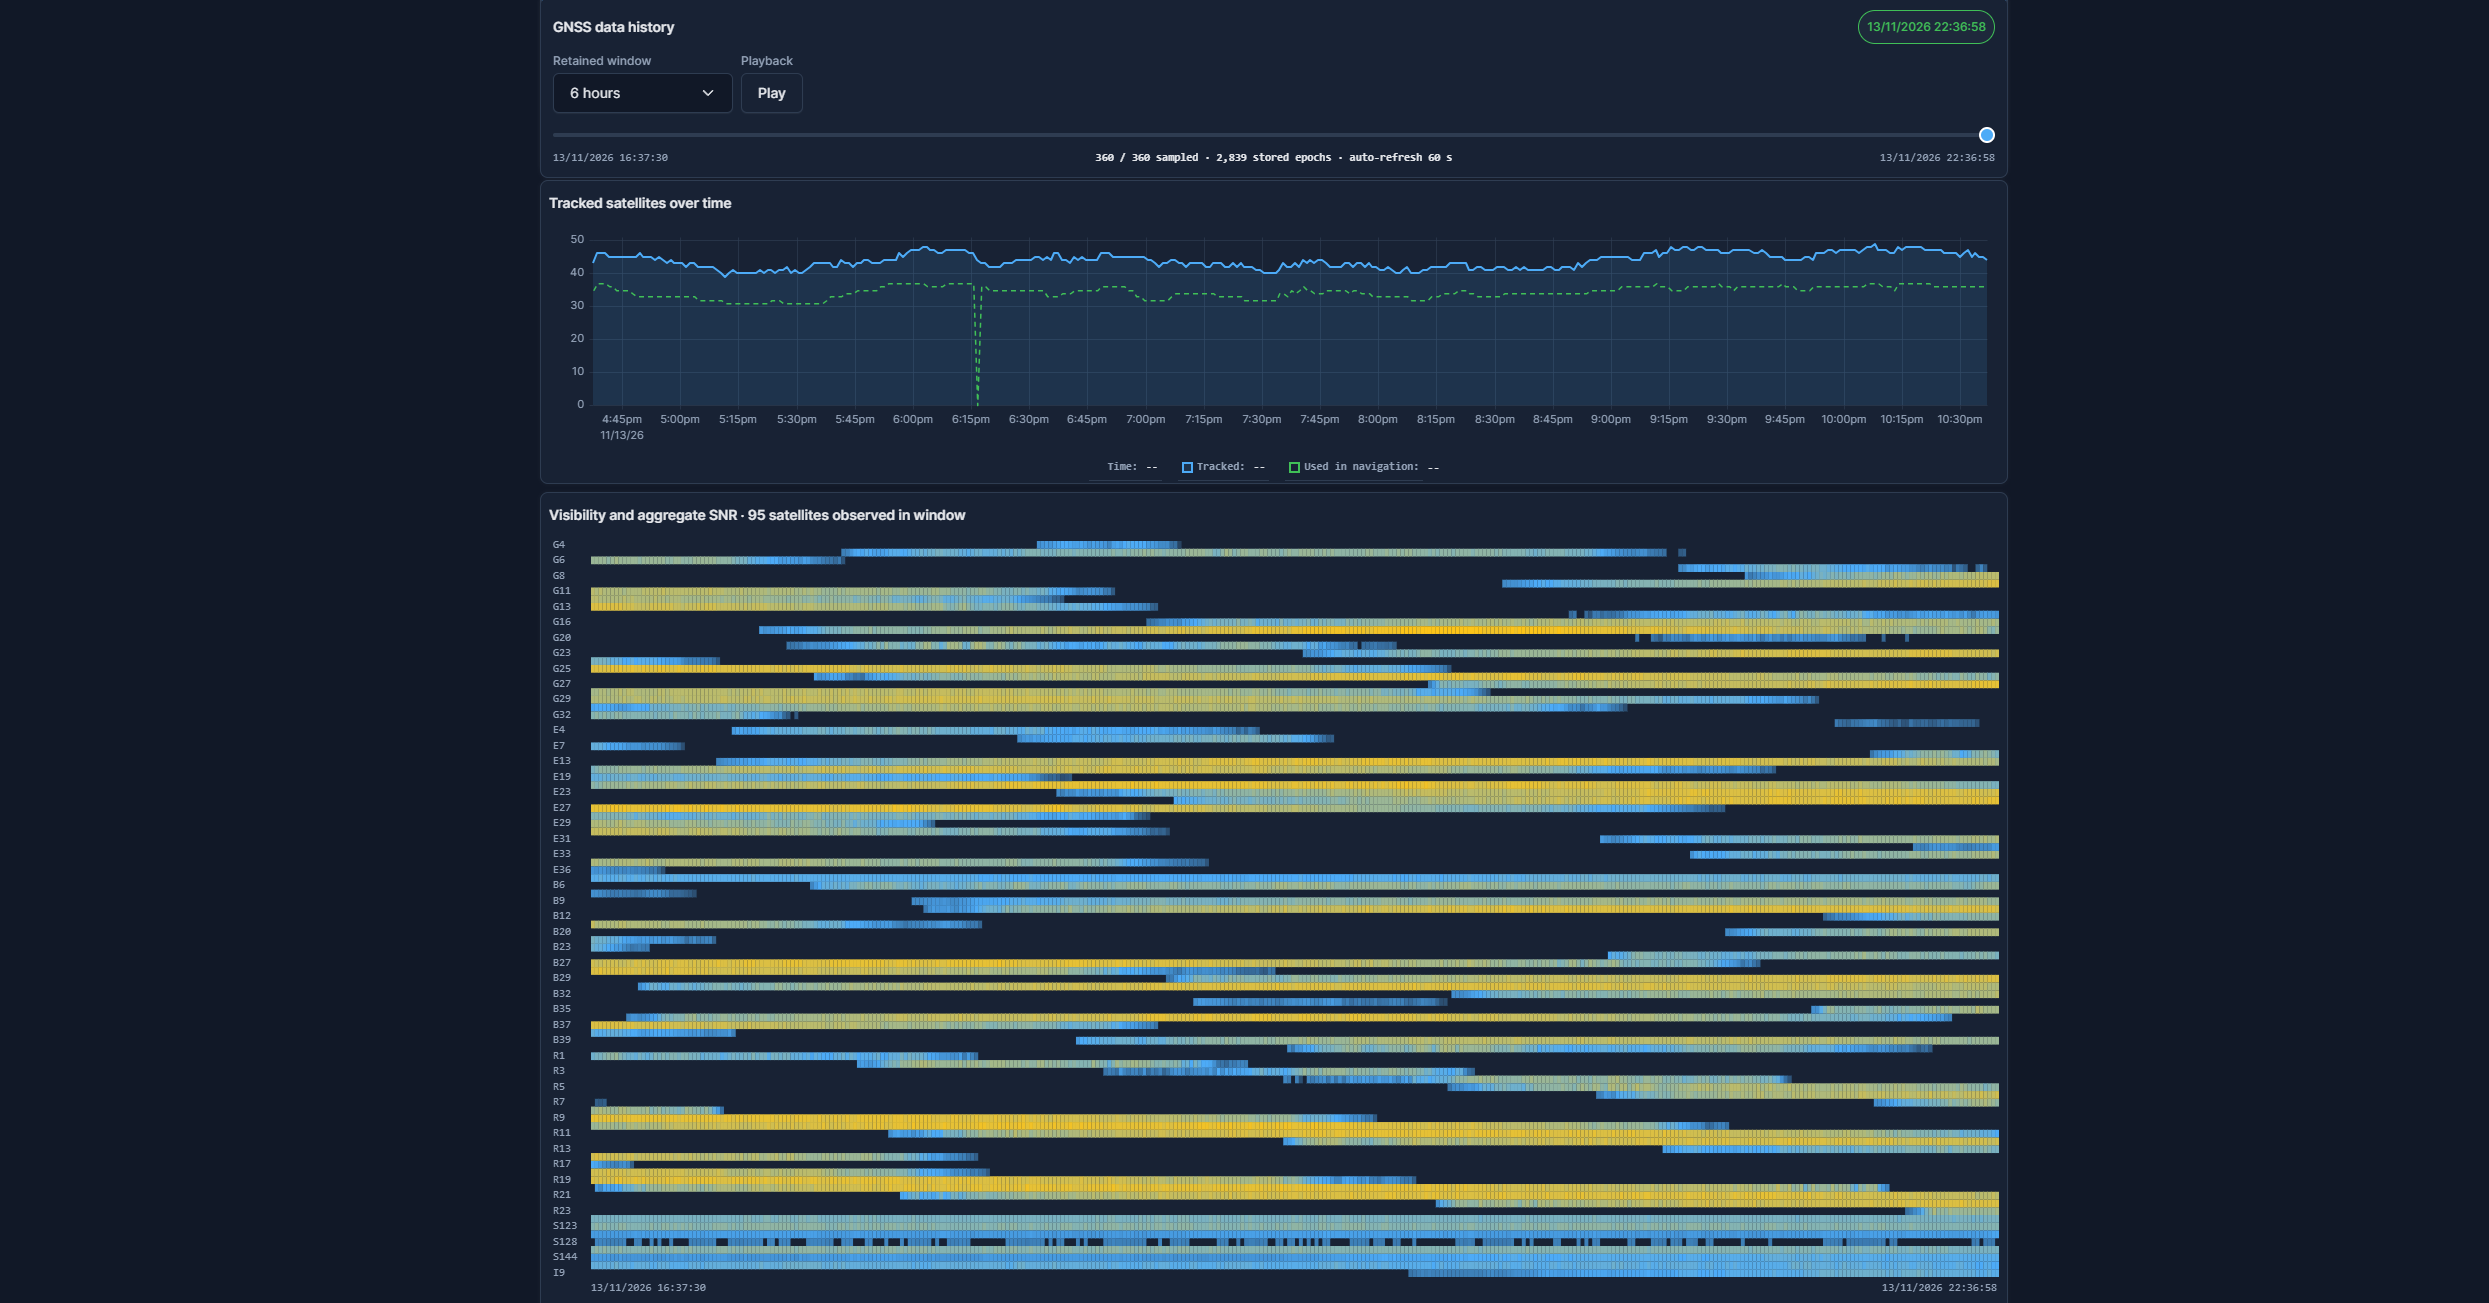 GNSS data history
13/11/2026 22:36:58
Retained window
Playback
6 hours
Play
13/11/2026 16:37:30
360 / 360 sampled · 2,839 stored epochs · auto-refresh 60 s
13/11/2026 22:36:58
Tracked satellites over time
50
40
30
20
10
0
4:45pm 5:00pm 5:15pm 5:30pm 5:45pm 6:00pm 6:15pm 6:30pm 6:45pm 7:00pm 7:15pm 7:30pm 7:45pm 8:00pm 8:15pm 8:30pm 8:45pm 9:00pm 9:15pm 9:30pm 9:45pm 10:00pm 10:15pm 10:30pm
11/13/26
Time: -- Tracked: -- Used in navigation: --
Visibility and aggregate SNR · 95 satellites observed in window
G4
G6
G8
G11
G13
G16
G20
G23
G25
G27
G29
G32
E4
E7
E13
E19
E23
E27
E29
E31
E33
E36
B6
B9
B12
B20
B23
B27
B29
B32
B35
B37
B39
R1
R3
R5
R7
R9
R11
R13
R17
R19
R21
R23
S123
S128
S144
I9
13/11/2026 16:37:30
13/11/2026 22:36:58